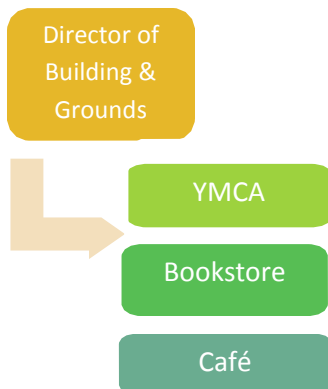 Director of
Building &
Grounds
YMCA
Bookstore
Café